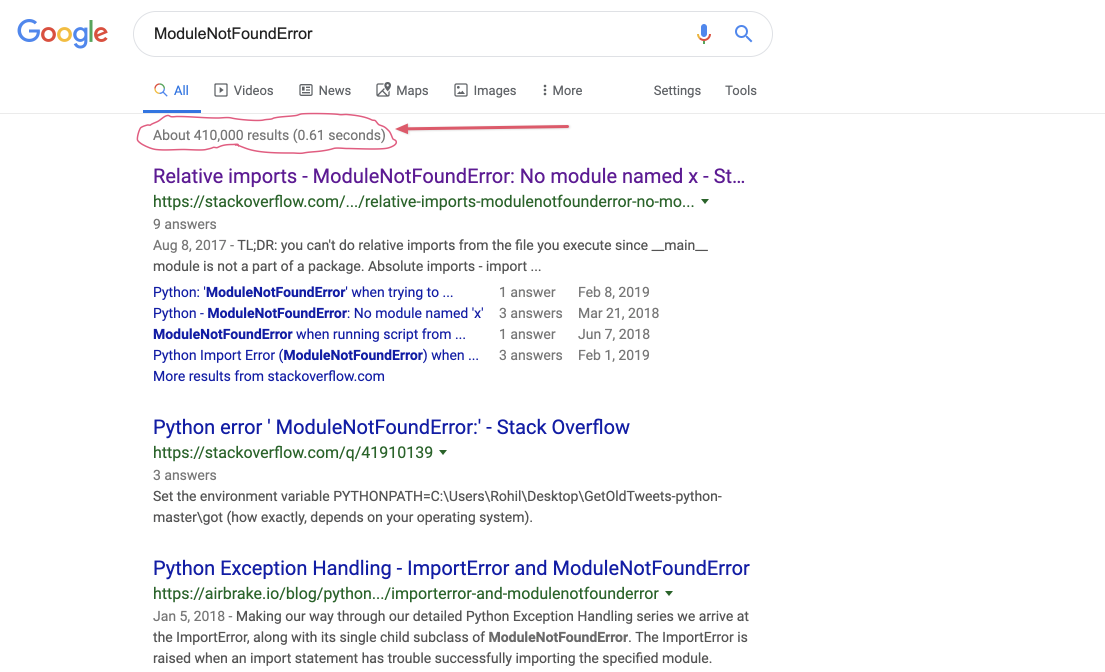 Google
ModuleNotFoundError
All Videos News Maps Images More Settings Tools
About 410,000 results (0.61 seconds)
Relative imports - ModuleNotFoundError: No module named x - St...
https://stackoverflow.com/.../relative-imports-modulenotfounderror-no-mo...
9 answers
Aug 8, 2017 - TL;DR: you can't do relative imports from the file you execute since __main__
module is not a part of a package. Absolute imports - import ...
Python: 'ModuleNotFoundError' when trying to ... 1 answer Feb 8, 2019
Python - ModuleNotFoundError: No module named 'x' 3 answers Mar 21, 2018
ModuleNotFoundError when running script from ... 1 answer Jun 7, 2018
Python Import Error (ModuleNotFoundError) when ... 3 answers Feb 1, 2019
More results from stackoverflow.com
Python error ' ModuleNotFoundError:' - Stack Overflow
https://stackoverflow.com/q/41910139
3 answers
Set the environment variable PYTHONPATH=C:\Users\Rohil\Desktop\GetOldTweets-python-
master\got (how exactly, depends on your operating system).
Python Exception Handling - ImportError and ModuleNotFoundError
https://airbrake.io/blog/python.../importerror-and-modulenotfounderror
Jan 5, 2018 - Making our way through our detailed Python Exception Handling series we arrive at
the ImportError, along with its single child subclass of ModuleNotFoundError. The ImportError is
raised when an import statement has trouble successfully importing the specified module.